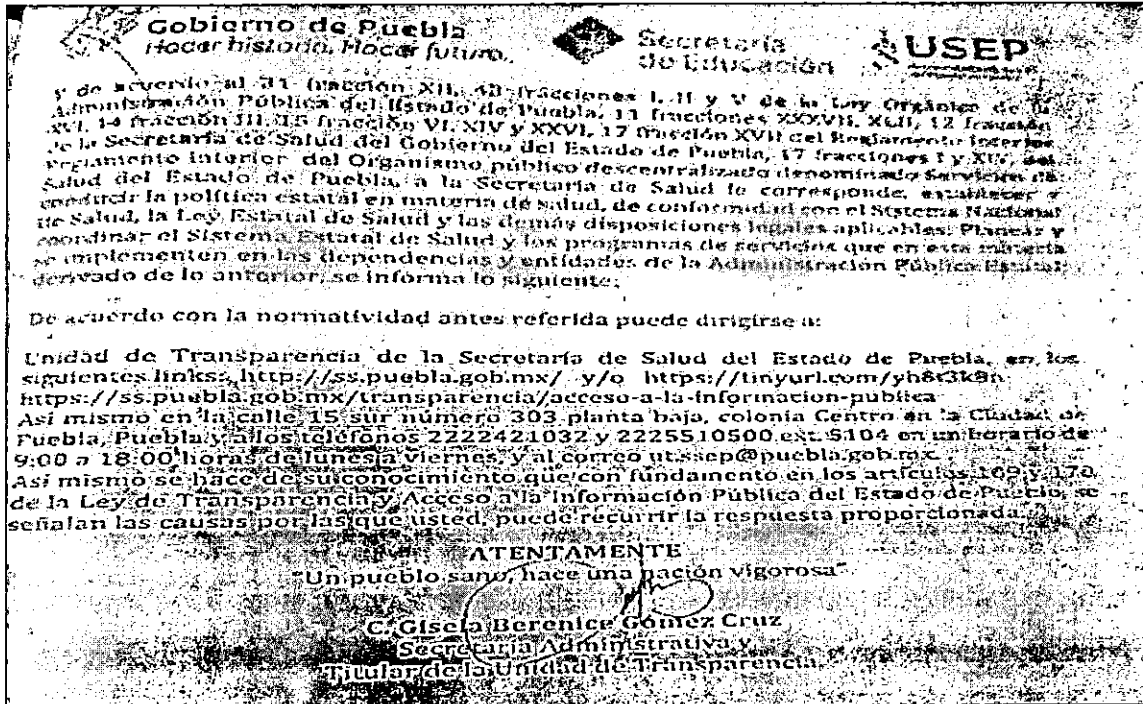 Gobierno de Puebla
Hacer historia. Hacer futuro.
Secretaría
de Educación
USEP
y de acuerdo al 31 fracción XII, 43 fracciones I, II y V de la Ley Orgánica de la
Administración Pública del Estado de Puebla, 11 fracciones XXXVII, XLII, 12 fracción
XVI, 14 fracción III, 15 fracción VI, XIV y XXVI, 17 fracción XVII del Reglamento Interior
de la Secretaría de Salud del Gobierno del Estado de Puebla, 17 fracciones I y XIV, del
reglamento interior del Organismo público descentralizado denominado Servicios de
Salud del Estado de Puebla, a la Secretaría de Salud le corresponde, establecer y
conducir la política estatal en materia de salud, de conformidad con el Sistema Nacional
de Salud, la Ley Estatal de Salud y las demás disposiciones legales aplicables; Planear y
coordinar el Sistema Estatal de Salud y los programas de servicios que en esta materia
se implementen en las dependencias y entidades de la Administración Pública Estatal;
derivado de lo anterior, se informa lo siguiente:
De acuerdo con la normatividad antes referida puede dirigirse a:
Unidad de Transparencia de la Secretaría de Salud del Estado de Puebla, en los
siguientes links: http://ss.puebla.gob.mx/ y/o
https://ss.puebla.gob.mx/transparencia/acceso-a-la-informacion-publica
Así mismo en la calle 15 sur número 303 planta baja, colonia Centro en la Ciudad de
Puebla, Puebla y a los teléfonos 2222421032 y 2225510500 ext. 5104 en un horario de
9:00 a 18:00 horas de lunes a viernes, y al correo ut.ssep@puebla.gob.mx.
Así mismo se hace de su conocimiento que con fundamento en los artículos 169 y 170
de la Ley de Transparencia y Acceso a la Información Pública del Estado de Puebla, se
señalan las causas por las que usted, puede recurrir la respuesta proporcionada.
ATENTAMENTE
"Un pueblo sano, hace una nación vigorosa"
C. Gisela Berenice Gómez Cruz
Secretaria Administrativa y
Titular de la Unidad de Transparencia